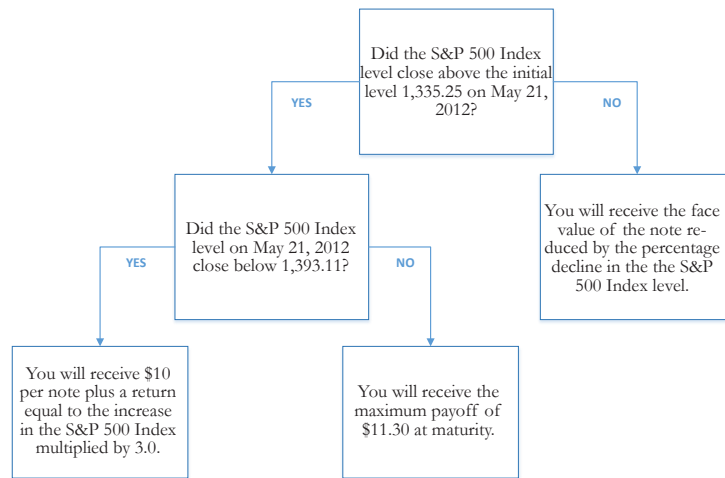 Did the S&P 500 Index
level close above the initial
level 1,335.25 on May 21,
2012?
YES
NO
Did the S&P 500 Index
level on May 21, 2012
close below 1,393.11?
You will receive the face
value of the note re-
duced by the percentage
decline in the the S&P
500 Index level.
YES
NO
You will receive $10
per note plus a return
equal to the increase
in the S&P 500 Index
multiplied by 3.0.
You will receive the
maximum payoff of
$11.30 at maturity.